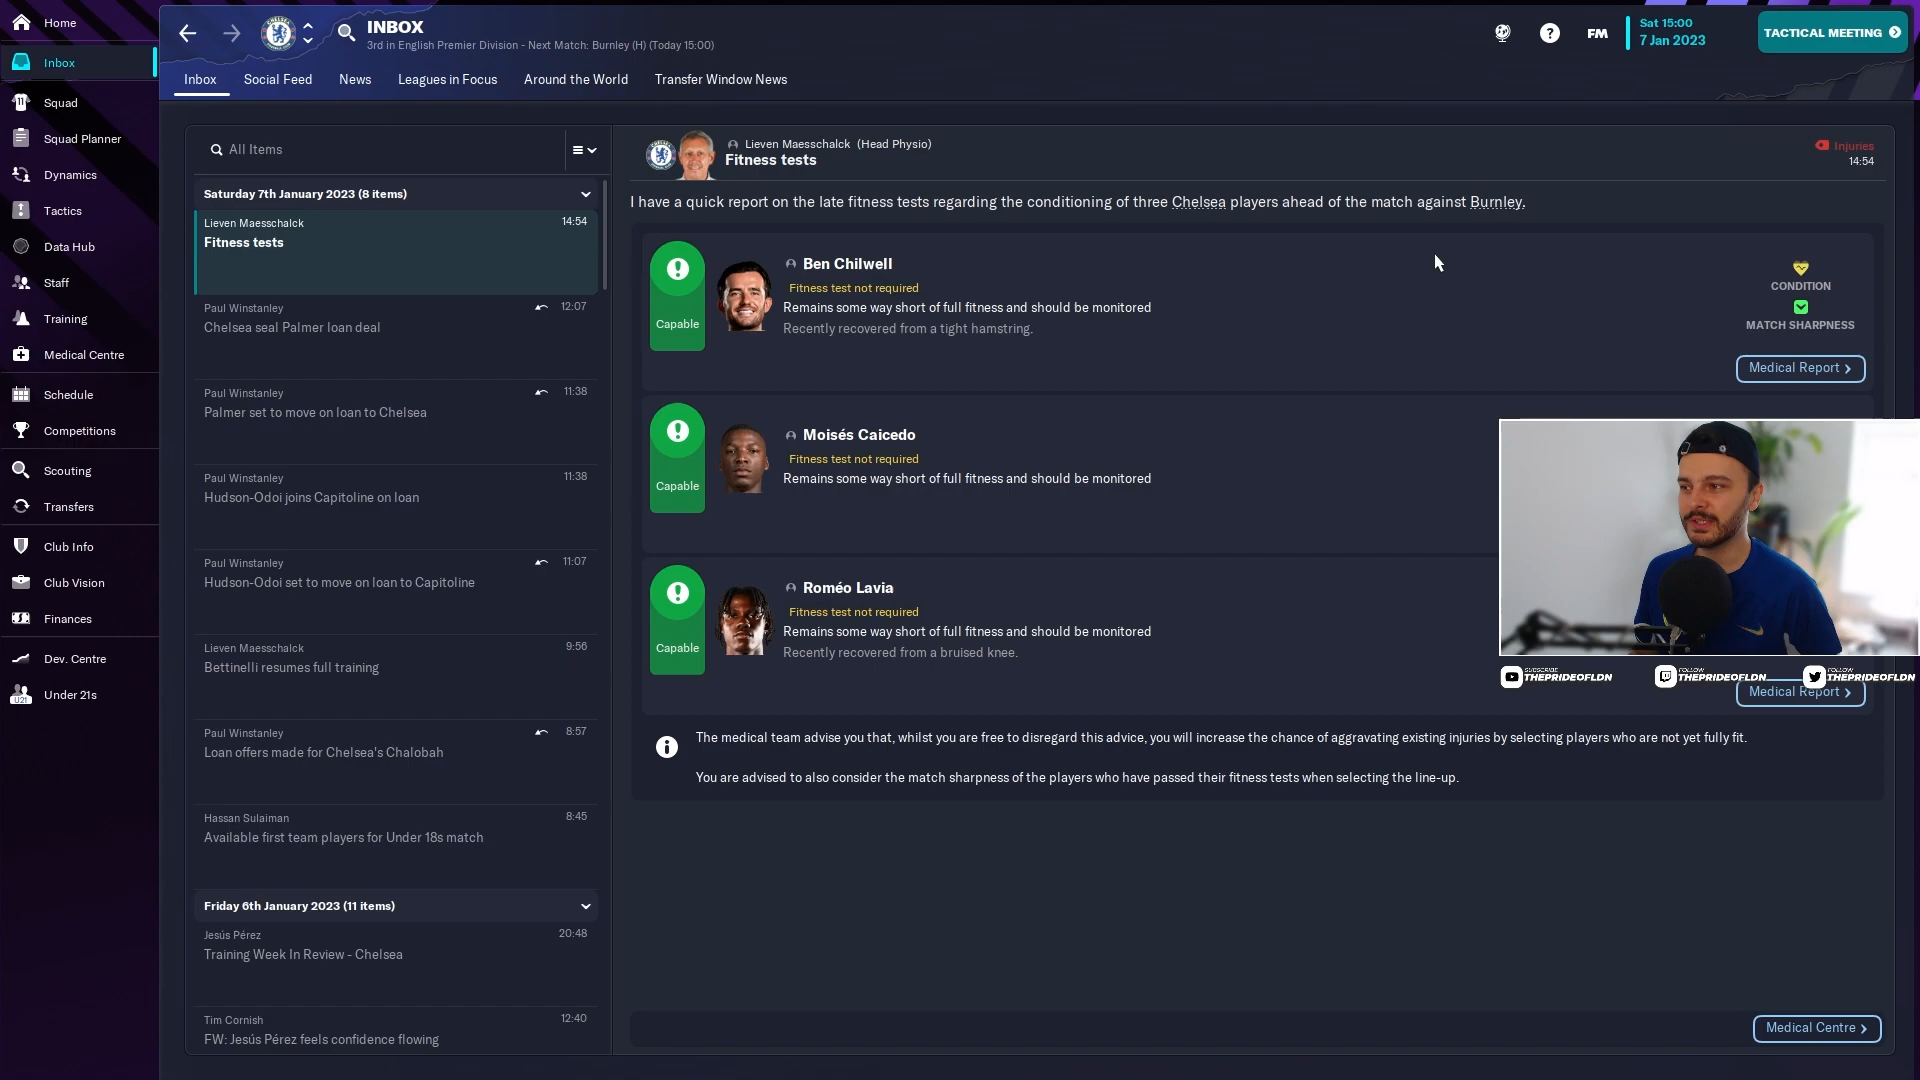 Home
Inbox
Squad
Squad Planner
Dynamics
Tactics
Data Hub
Staff
Training
Medical Centre
Schedule
Competitions
Scouting
Transfers
Club Info
Club Vision
Finances
Dev. Centre
Under 21s
INBOX
3rd in English Premier Division - Next Match: Burnley (H) (Today 15:00)
FM
Sat 15:00
7 Jan 2023
TACTICAL MEETING
Inbox
Social Feed
News
Leagues in Focus
Around the World
Transfer Window News
All Items
Saturday 7th January 2023 (8 items)
Lieven Maesschalck 14:54
Fitness tests
Paul Winstanley 12:07
Chelsea seal Palmer loan deal
Paul Winstanley 11:38
Palmer set to move on loan to Chelsea
Paul Winstanley 11:38
Hudson-Odoi joins Capitoline on loan
Paul Winstanley 11:07
Hudson-Odoi set to move on loan to Capitoline
Lieven Maesschalck 9:56
Bettinelli resumes full training
Paul Winstanley 8:57
Loan offers made for Chelsea's Chalobah
Hassan Sulaiman 8:45
Available first team players for Under 18s match
Friday 6th January 2023 (11 items)
Jesús Pérez 20:48
Training Week In Review - Chelsea
Tim Cornish 12:40
FW: Jesús Pérez feels confidence flowing
Lieven Maesschalck (Head Physio)
Fitness tests
Injuries
14:54
I have a quick report on the late fitness tests regarding the conditioning of three Chelsea players ahead of the match against Burnley.
Capable
Ben Chilwell
Fitness test not required
Remains some way short of full fitness and should be monitored
Recently recovered from a tight hamstring.
CONDITION
MATCH SHARPNESS
Medical Report
Capable
Moisés Caicedo
Fitness test not required
Remains some way short of full fitness and should be monitored
Capable
Roméo Lavia
Fitness test not required
Remains some way short of full fitness and should be monitored
Recently recovered from a bruised knee.
SUBSCRIBE
THEPRIDEOFLDN
FOLLOW
THEPRIDEOFLDN
FOLLOW
THEPRIDEOFLDN
Medical Report
The medical team advise you that, whilst you are free to disregard this advice, you will increase the chance of aggravating existing injuries by selecting players who are not yet fully fit.
You are advised to also consider the match sharpness of the players who have passed their fitness tests when selecting the line-up.
Medical Centre